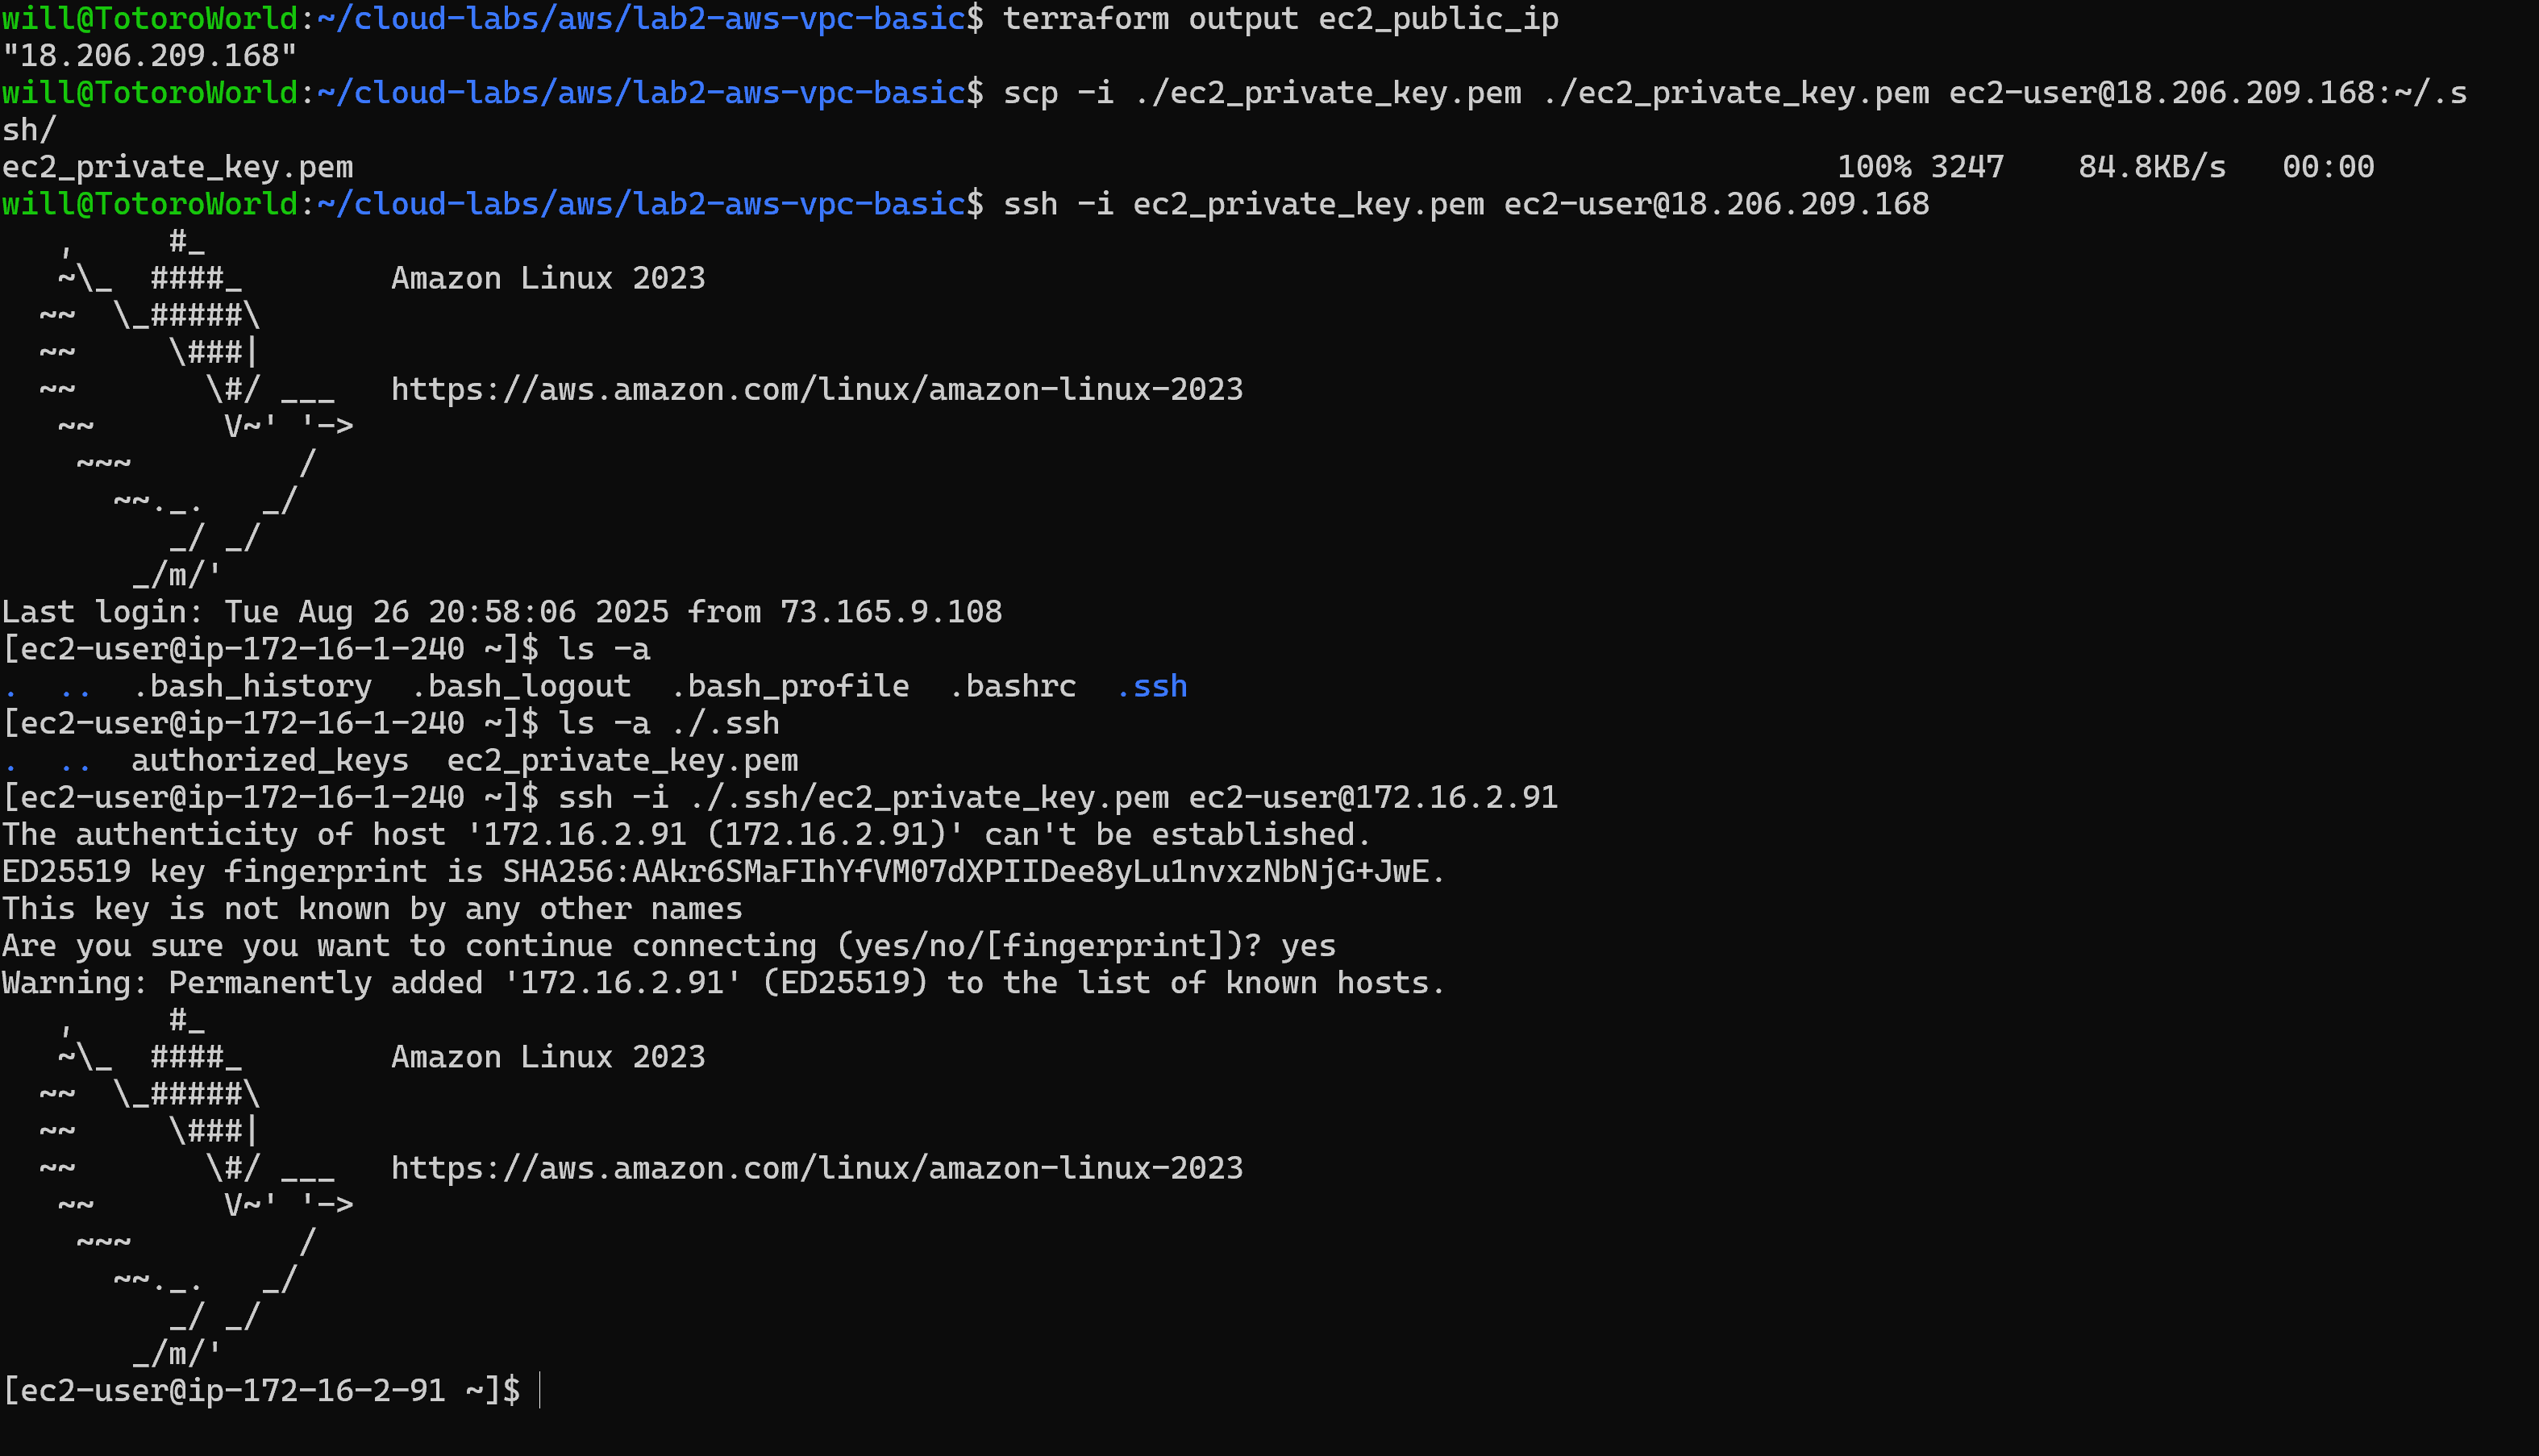 will@TotoroWorld:~/cloud-labs/aws/lab2-aws-vpc-basic$ terraform output ec2_public_ip
"18.206.209.168"
will@TotoroWorld:~/cloud-labs/aws/lab2-aws-vpc-basic$ scp -i ./ec2_private_key.pem ./ec2_private_key.pem ec2-user@18.206.209.168:~/.s
sh/
ec2_private_key.pem                                                                                100% 3247    84.8KB/s   00:00
will@TotoroWorld:~/cloud-labs/aws/lab2-aws-vpc-basic$ ssh -i ec2_private_key.pem ec2-user@18.206.209.168
   ,     #_
   ~\_  ####_        Amazon Linux 2023
  ~~  \_#####\
  ~~     \###|
  ~~       \#/ ___   https://aws.amazon.com/linux/amazon-linux-2023
   ~~       V~' '->
    ~~~         /
      ~~._.   _/
         _/ _/
       _/m/'
Last login: Tue Aug 26 20:58:06 2025 from 73.165.9.108
[ec2-user@ip-172-16-1-240 ~]$ ls -a
.  ..  .bash_history  .bash_logout  .bash_profile  .bashrc  .ssh
[ec2-user@ip-172-16-1-240 ~]$ ls -a ./.ssh
.  ..  authorized_keys  ec2_private_key.pem
[ec2-user@ip-172-16-1-240 ~]$ ssh -i ./.ssh/ec2_private_key.pem ec2-user@172.16.2.91
The authenticity of host '172.16.2.91 (172.16.2.91)' can't be established.
ED25519 key fingerprint is SHA256:AAkr6SMaFIhYfVM07dXPIIDee8yLu1nvxzNbNjG+JwE.
This key is not known by any other names
Are you sure you want to continue connecting (yes/no/[fingerprint])? yes
Warning: Permanently added '172.16.2.91' (ED25519) to the list of known hosts.
   ,     #_
   ~\_  ####_        Amazon Linux 2023
  ~~  \_#####\
  ~~     \###|
  ~~       \#/ ___   https://aws.amazon.com/linux/amazon-linux-2023
   ~~       V~' '->
    ~~~         /
      ~~._.   _/
         _/ _/
       _/m/'
[ec2-user@ip-172-16-2-91 ~]$